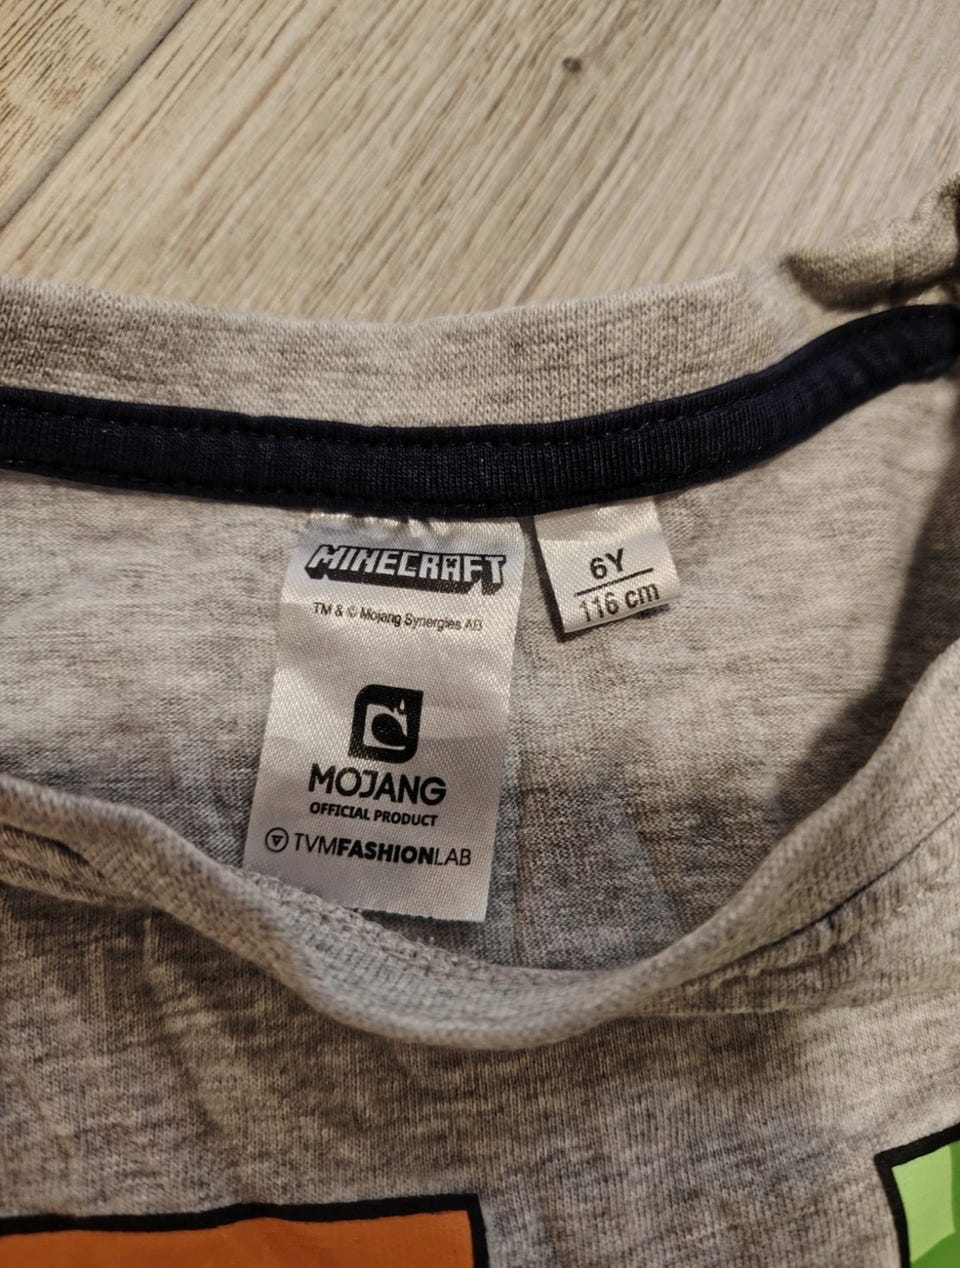 MINECRAFT
TM & © Mojang Synergies AB
MOJANG
OFFICIAL PRODUCT
TVMFASHIONLAB
6Y
116 cm